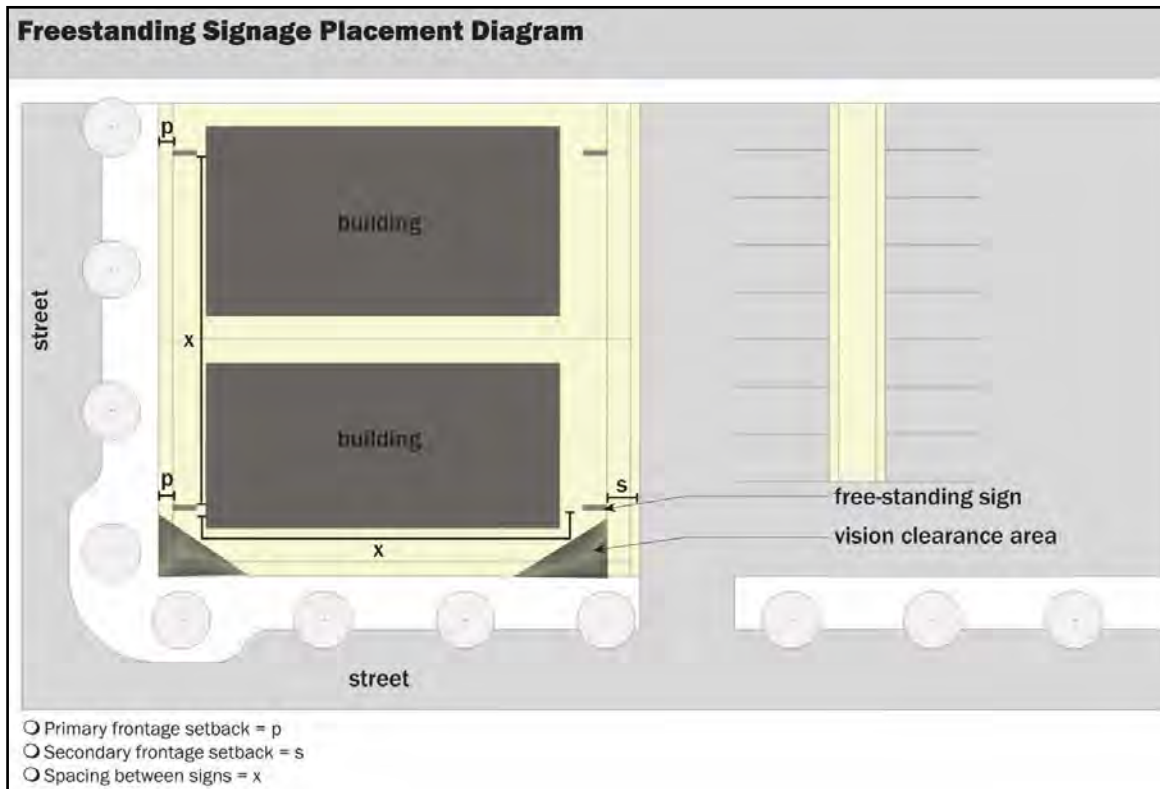 Freestanding Signage Placement Diagram
p
building
street
x
building
p
s
free-standing sign
vision clearance area
x
street
Primary frontage setback = p
Secondary frontage setback = s
Spacing between signs = x